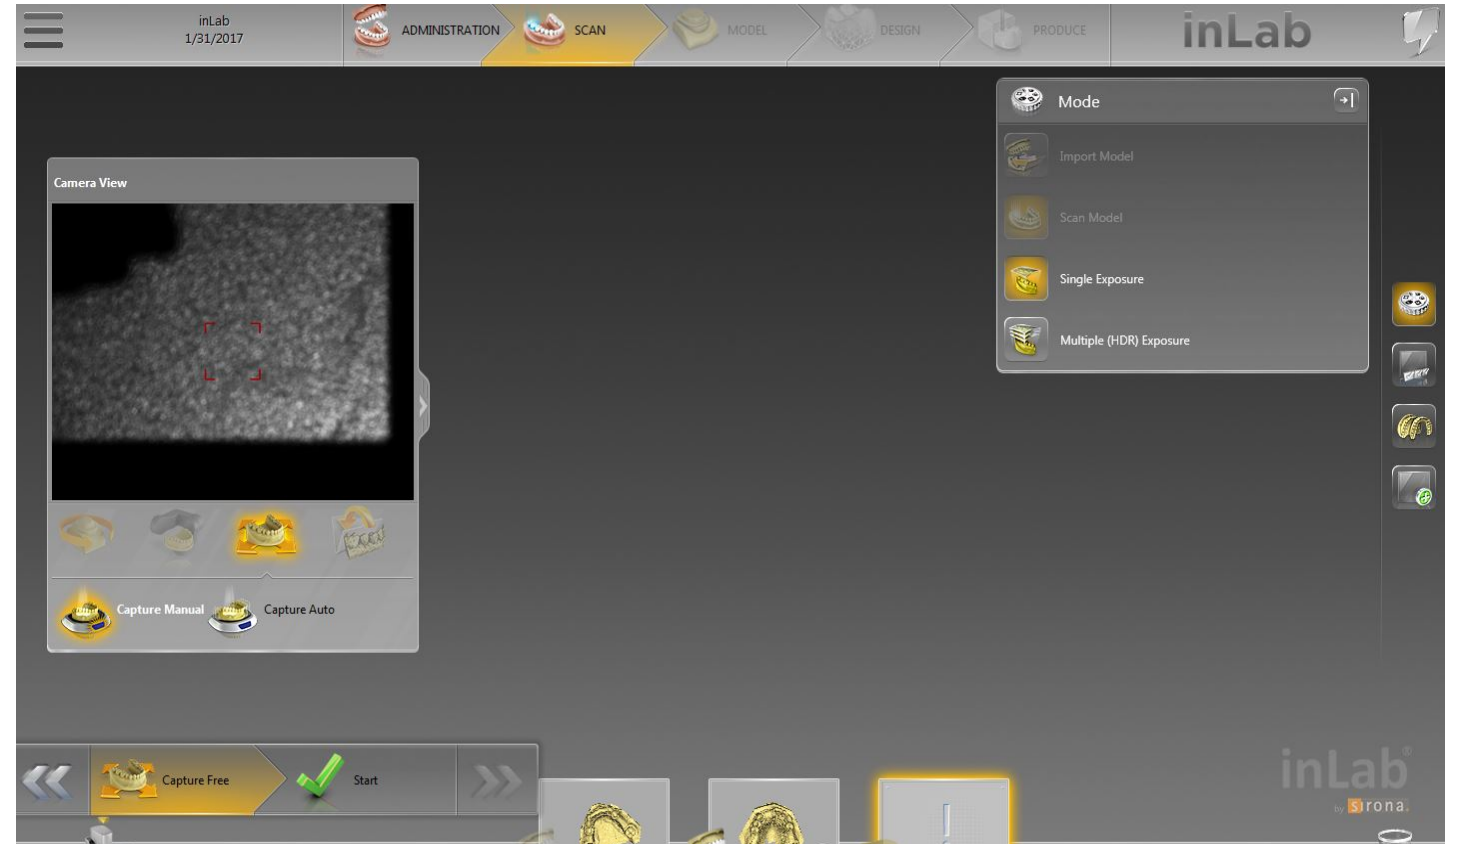 inLab
1/31/2017
ADMINISTRATION
SCAN
MODEL
DESIGN
PRODUCE
inLab
Mode
Import Model
Scan Model
Single Exposure
Multiple (HDR) Exposure
Camera View
Capture Manual
Capture Auto
Capture Free
Start
inLab®
by sirona.